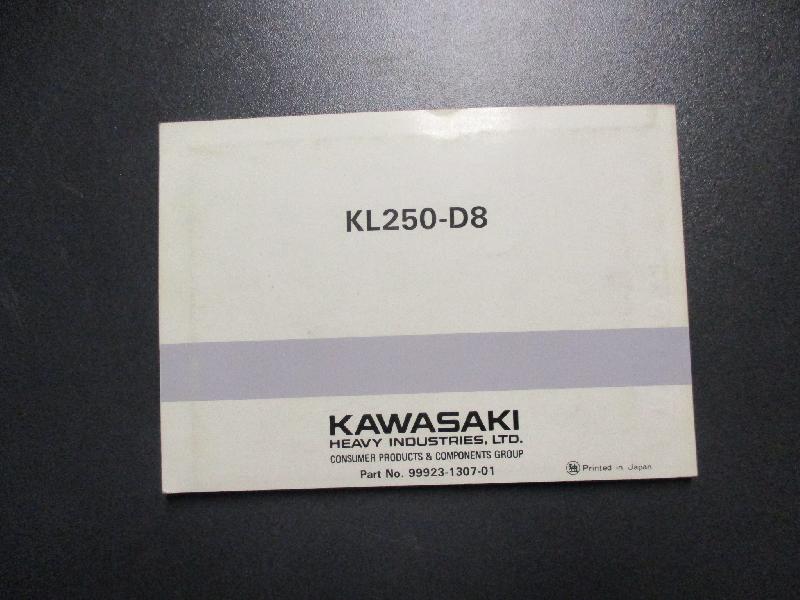 KL250-D8
KAWASAKI
HEAVY INDUSTRIES, LTD.
CONSUMER PRODUCTS & COMPONENTS GROUP
Part No. 99923-1307-01
Printed in Japan